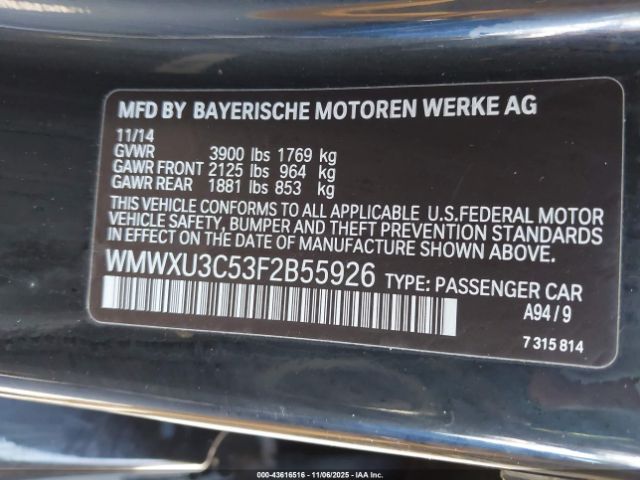 MFD BY BAYERISCHE MOTOREN WERKE AG
11/14
GVWR 3900 lbs 1769 kg
GAWR FRONT 2125 lbs 964 kg
GAWR REAR 1881 lbs 853 kg
THIS VEHICLE CONFORMS TO ALL APPLICABLE U.S.FEDERAL MOTOR
VEHICLE SAFETY, BUMPER AND THEFT PREVENTION STANDARDS
IN EFFECT ON THE DATE OF MANUFACTURE SHOWN ABOVE.
WMWXU3C53F2B55926 TYPE: PASSENGER CAR
A94/9
7 315 814
000-43616516 - 11/06/2025 - IAA Inc.